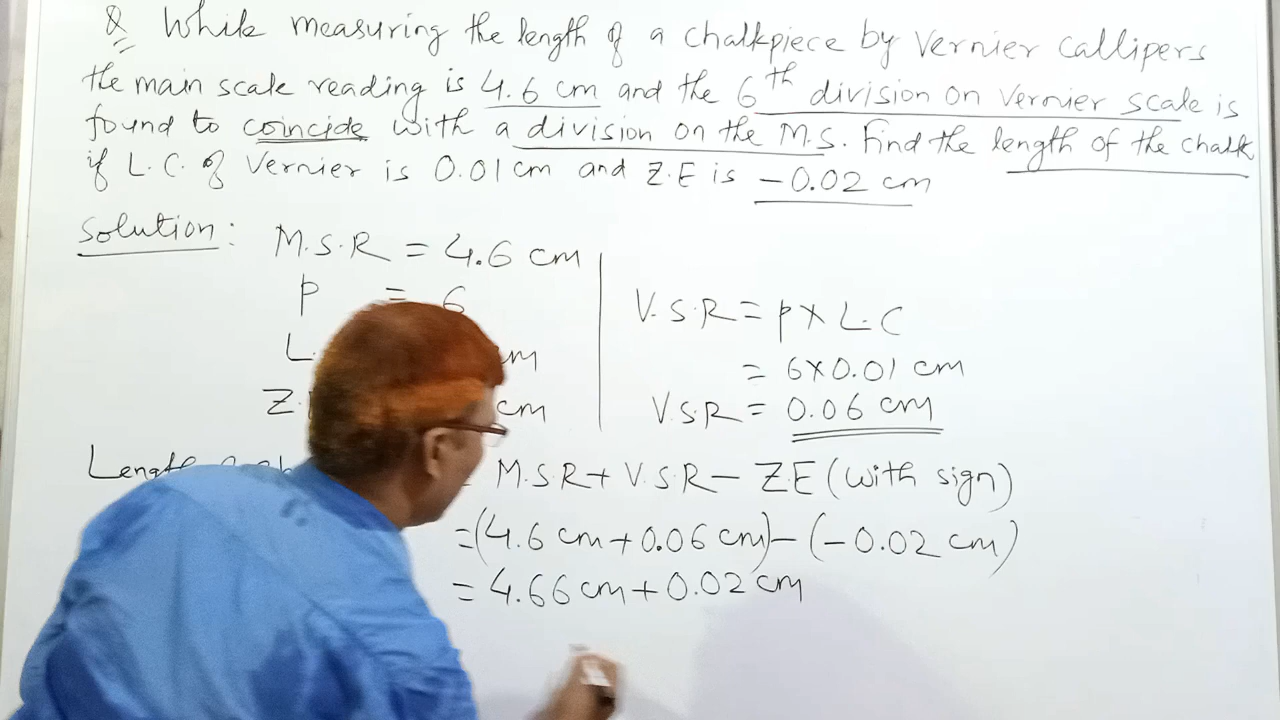 Q While measuring the length of a chalkpiece by Vernier Callipers
the main scale reading is 4.6 cm and the 6th division on Vernier scale is
found to coincide with a division on the M.S. Find the length of the chalk
if L.C. of Vernier is 0.01 cm and Z.E is -0.02 cm
Solution:
M.S.R = 4.6 cm
p = 6
L. cm
Z. cm
V.S.R = p × L.C
= 6×0.01 cm
V.S.R = 0.06 cm
Length M.S.R + V.S.R - Z.E (with sign)
= (4.6 cm + 0.06 cm) - (-0.02 cm)
= 4.66 cm + 0.02 cm